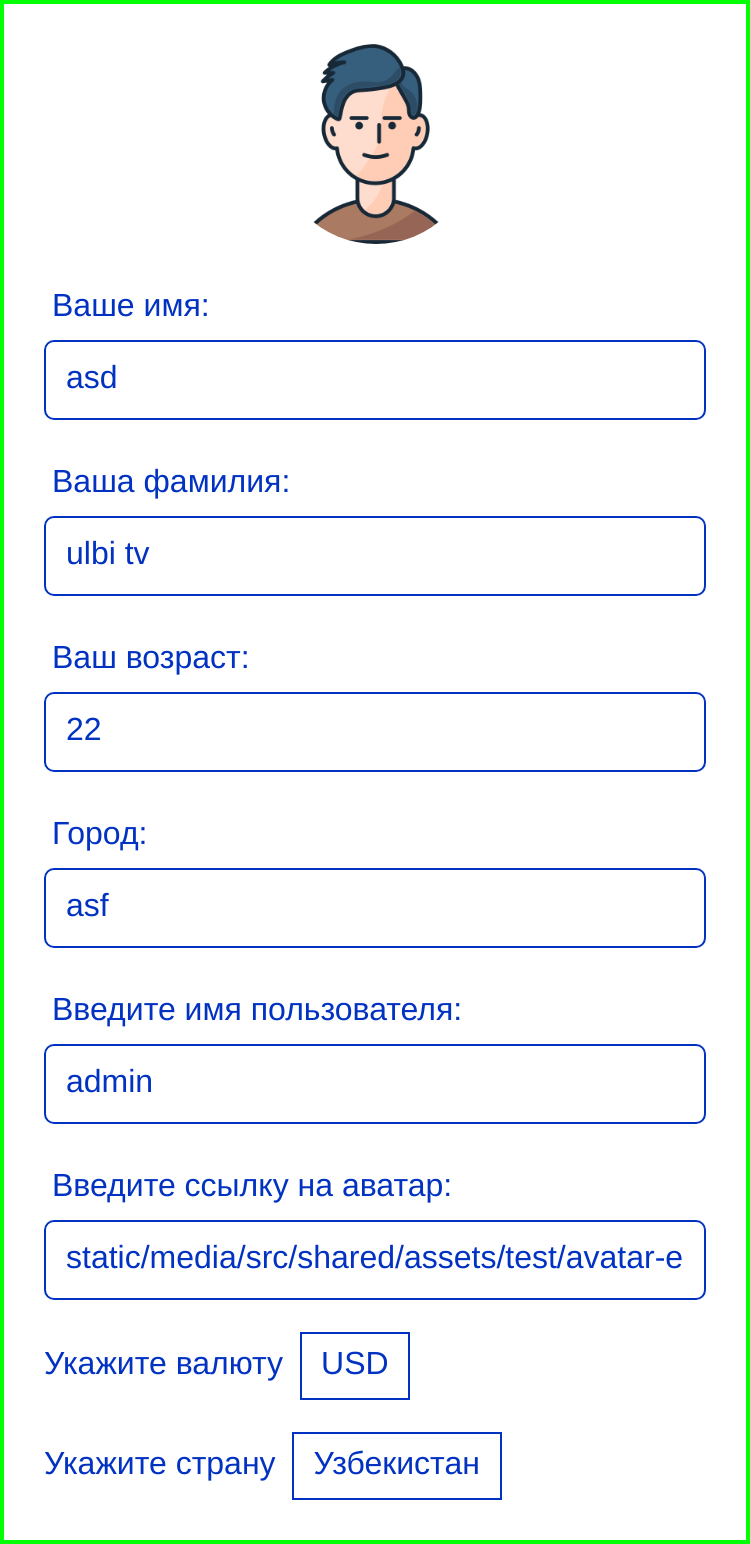 Ваше имя:
asd
Ваша фамилия:
ulbi tv
Ваш возраст:
22
Город:
asf
Введите имя пользователя:
admin
Введите ссылку на аватар:
static/media/src/shared/assets/test/avatar-e
Укажите валюту USD
Укажите страну Узбекистан